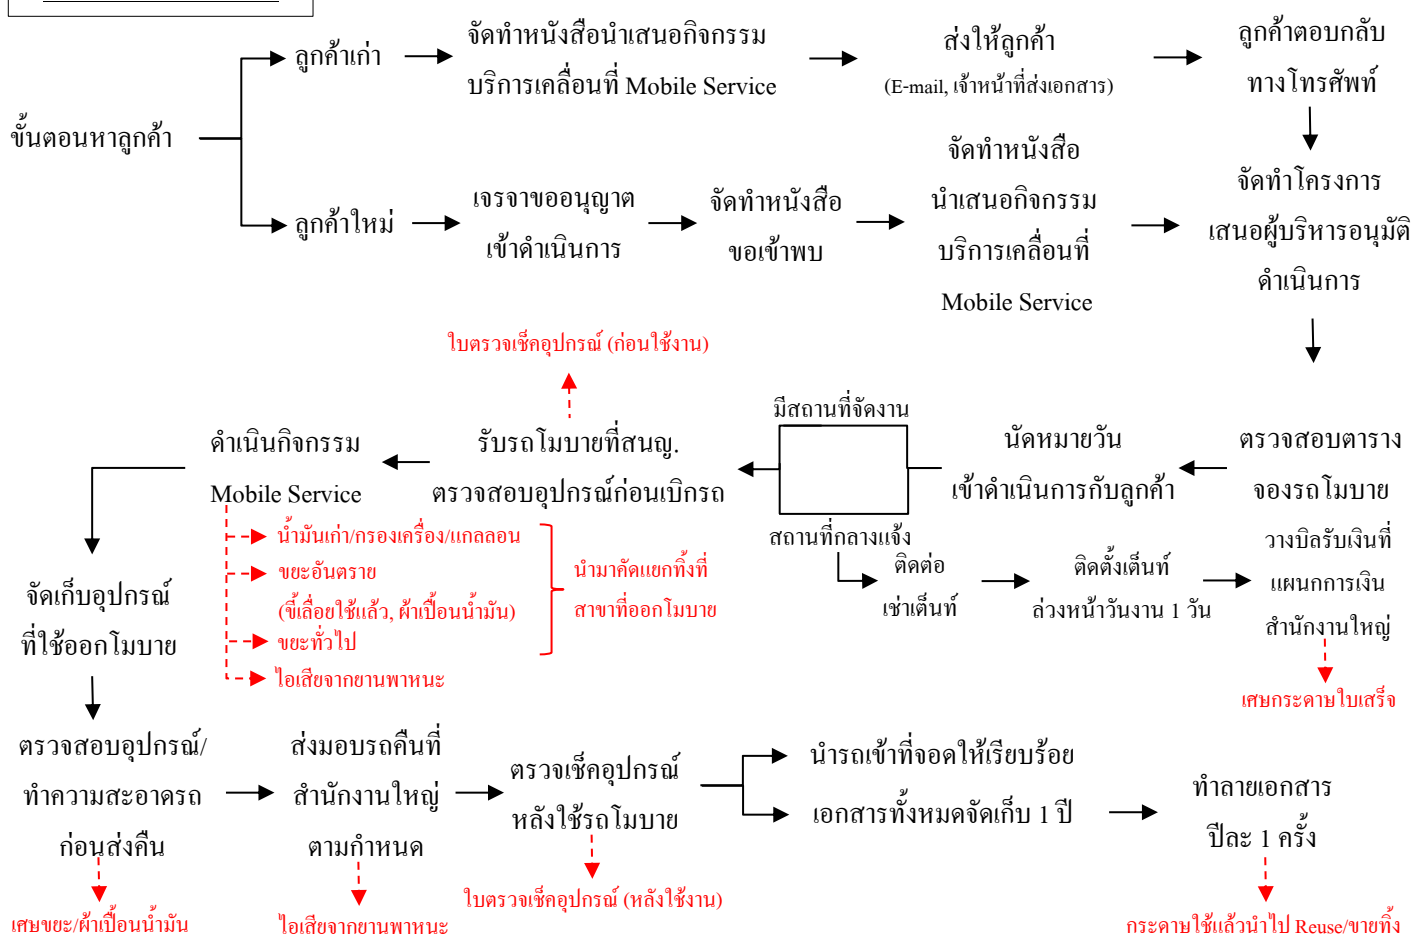 ขั้นตอนหาลูกค้า
ลูกค้าเก่า
จัดทำหนังสือนำเสนอกิจกรรม
บริการเคลื่อนที่ Mobile Service
ส่งให้ลูกค้า
(E-mail, เจ้าหน้าที่ส่งเอกสาร)
ลูกค้าตอบกลับ
ทางโทรศัพท์
ลูกค้าใหม่
เจรจาขออนุญาต
เข้าดำเนินการ
จัดทำหนังสือ
ขอเข้าพบ
จัดทำหนังสือ
นำเสนอกิจกรรม
บริการเคลื่อนที่
Mobile Service
จัดทำโครงการ
เสนอผู้บริหารอนุมัติ
ดำเนินการ
ตรวจสอบตาราง
จองรถโมบาย
นัดหมายวัน
เข้าดำเนินการกับลูกค้า
มีสถานที่จัดงาน
สถานที่กลางแจ้ง
ติดต่อ
เช่าเต็นท์
ติดตั้งเต็นท์
ล่วงหน้าวันงาน 1 วัน
วางบิลรับเงินที่
แผนกการเงิน
สำนักงานใหญ่
เศษกระดาษใบเสร็จ
ใบตรวจเช็คอุปกรณ์ (ก่อนใช้งาน)
รับรถโมบายที่สนญ.
ตรวจสอบอุปกรณ์ก่อนเบิกรถ
ดำเนินกิจกรรม
Mobile Service
น้ำมันเก่า/กรองเครื่อง/แกลลอน
ขยะอันตราย
(ขี้เลื่อยใช้แล้ว, ผ้าเปื้อนน้ำมัน)
ขยะทั่วไป
ไอเสียจากยานพาหนะ
นำมาคัดแยกทิ้งที่
สาขาที่ออกโมบาย
จัดเก็บอุปกรณ์
ที่ใช้ออกโมบาย
ตรวจสอบอุปกรณ์/
ทำความสะอาดรถ
ก่อนส่งคืน
เศษขยะ/ผ้าเปื้อนน้ำมัน
ส่งมอบรถคืนที่
สำนักงานใหญ่
ตามกำหนด
ไอเสียจากยานพาหนะ
ตรวจเช็คอุปกรณ์
หลังใช้รถโมบาย
ใบตรวจเช็คอุปกรณ์ (หลังใช้งาน)
นำรถเข้าที่จอดให้เรียบร้อย
เอกสารทั้งหมดจัดเก็บ 1 ปี
ทำลายเอกสาร
ปีละ 1 ครั้ง
กระดาษใช้แล้วนำไป Reuse/ขายทิ้ง